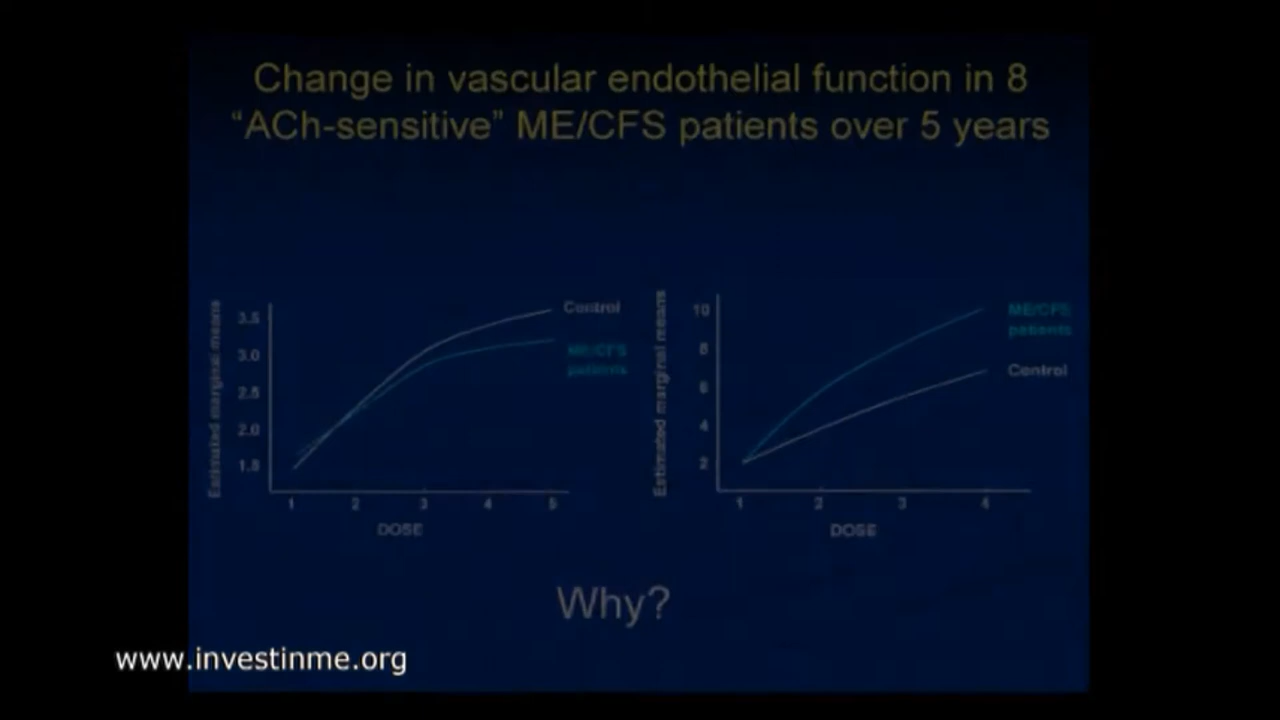 Change in vascular endothelial function in 8
“ACh-sensitive” ME/CFS patients over 5 years
Estimated marginal means
3.5
3.0
2.5
2.0
1.5
1 2 3 4 5
DOSE
Control
ME/CFS
patients
Estimated marginal means
10
8
6
4
2
1 2 3 4
DOSE
ME/CFS
patients
Control
Why?
www.investinme.org